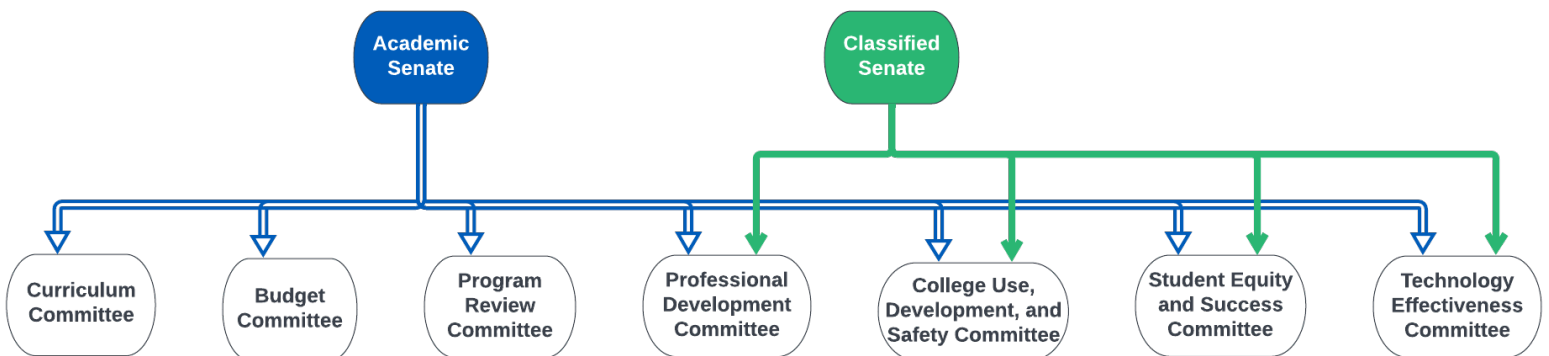 Academic
Senate
Classified
Senate
Curriculum
Committee
Budget
Committee
Program
Review
Committee
Professional
Development
Committee
College Use,
Development, and
Safety Committee
Student Equity
and Success
Committee
Technology
Effectiveness
Committee